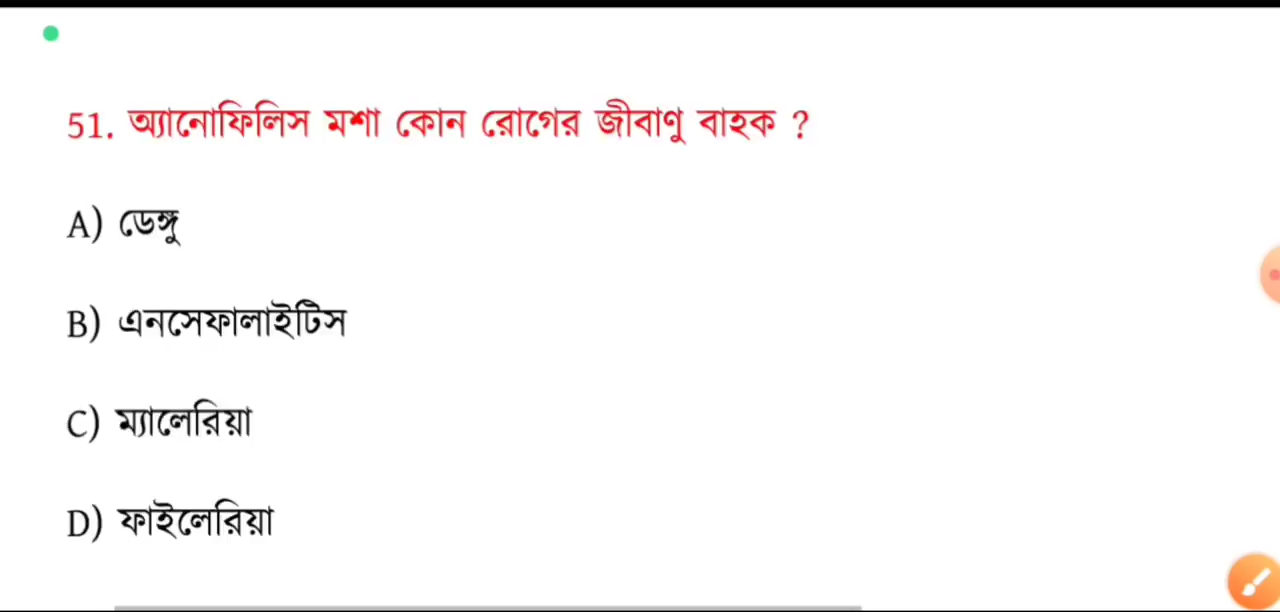 51. অ্যানোফিলিস মশা কোন রোগের জীবাণু বাহক ?
A) ডেঙ্গু
B) এনসেফালাইটিস
C) ম্যালেরিয়া
D) ফাইলেরিয়া